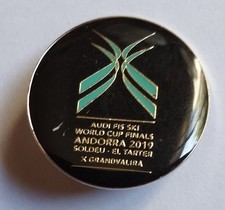 AUDI FIS SKI
WORLD CUP FINALS
ANDORRA 2019
SOLDEU - EL TARTER
X GRANDVALIRA